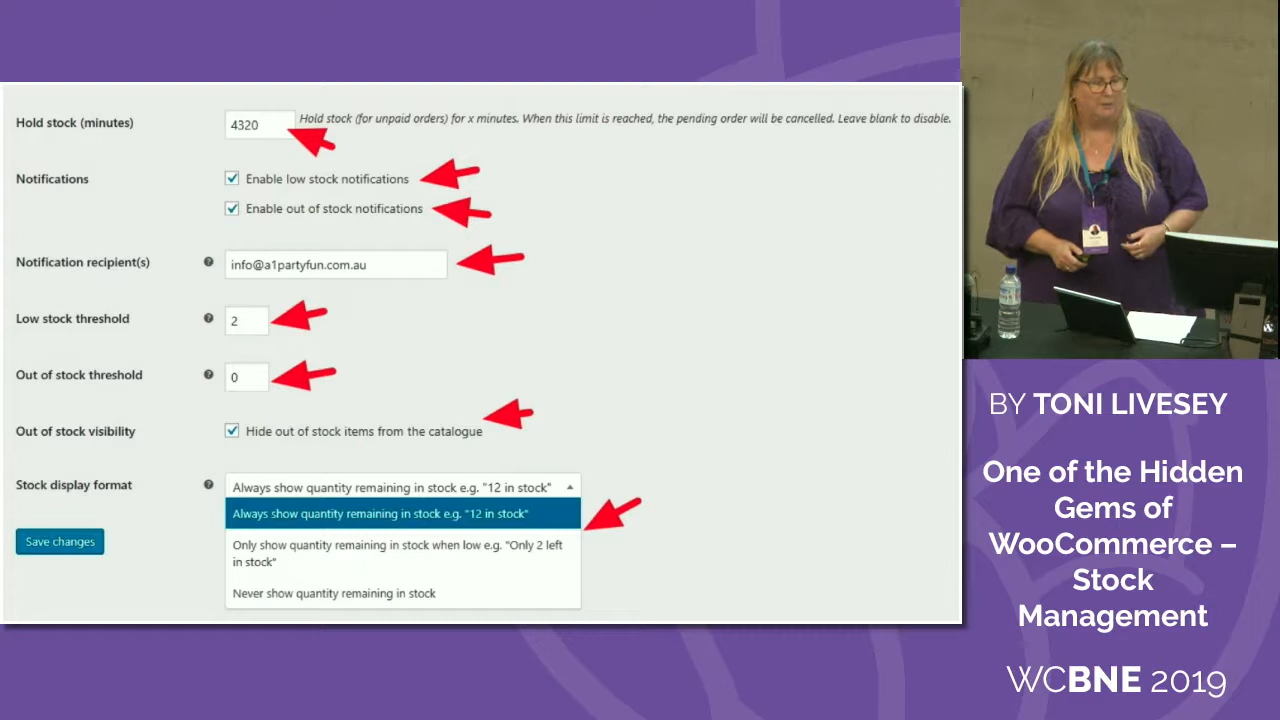 Hold stock (minutes)
4320
Hold stock (for unpaid orders) for x minutes. When this limit is reached, the pending order will be cancelled. Leave blank to disable.
Notifications
Enable low stock notifications
Enable out of stock notifications
Notification recipient(s)
info@a1partyfun.com.au
Low stock threshold
2
Out of stock threshold
0
Out of stock visibility
Hide out of stock items from the catalogue
Stock display format
Always show quantity remaining in stock e.g. "12 in stock"
Always show quantity remaining in stock e.g. "12 in stock"
Only show quantity remaining in stock when low e.g. "Only 2 left
in stock"
Never show quantity remaining in stock
Save changes
BY TONI LIVESEY
One of the Hidden
Gems of
WooCommerce –
Stock
Management
WCBNE 2019